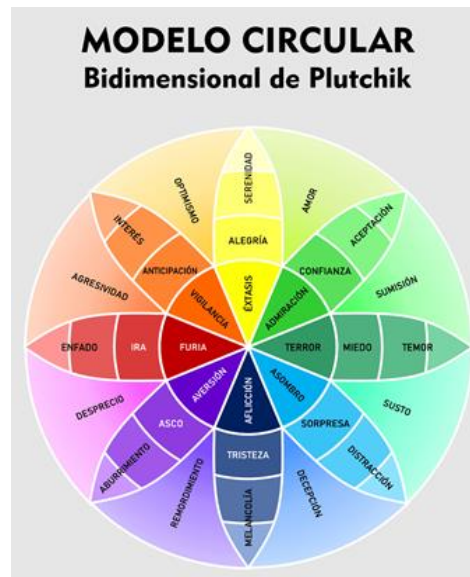 MODELO CIRCULAR
Bidimensional de Plutchik
OPTIMISMO
SERENIDAD
AMOR
INTERÉS
ALEGRÍA
ACEPTACIÓN
ANTICIPACIÓN
CONFIANZA
AGRESIVIDAD
VIGILANCIA
ÉXTASIS
ADMIRACIÓN
SUMISIÓN
ENFADO
IRA
FURIA
TERROR
MIEDO
TEMOR
DESPRECIO
AVERSIÓN
AFLICCIÓN
ASOMBRO
SUSTO
ASCO
SORPRESA
ABURRIMIENTO
TRISTEZA
DISTRACCIÓN
REMORDIMIENTO
MELANCOLÍA
DECEPCIÓN